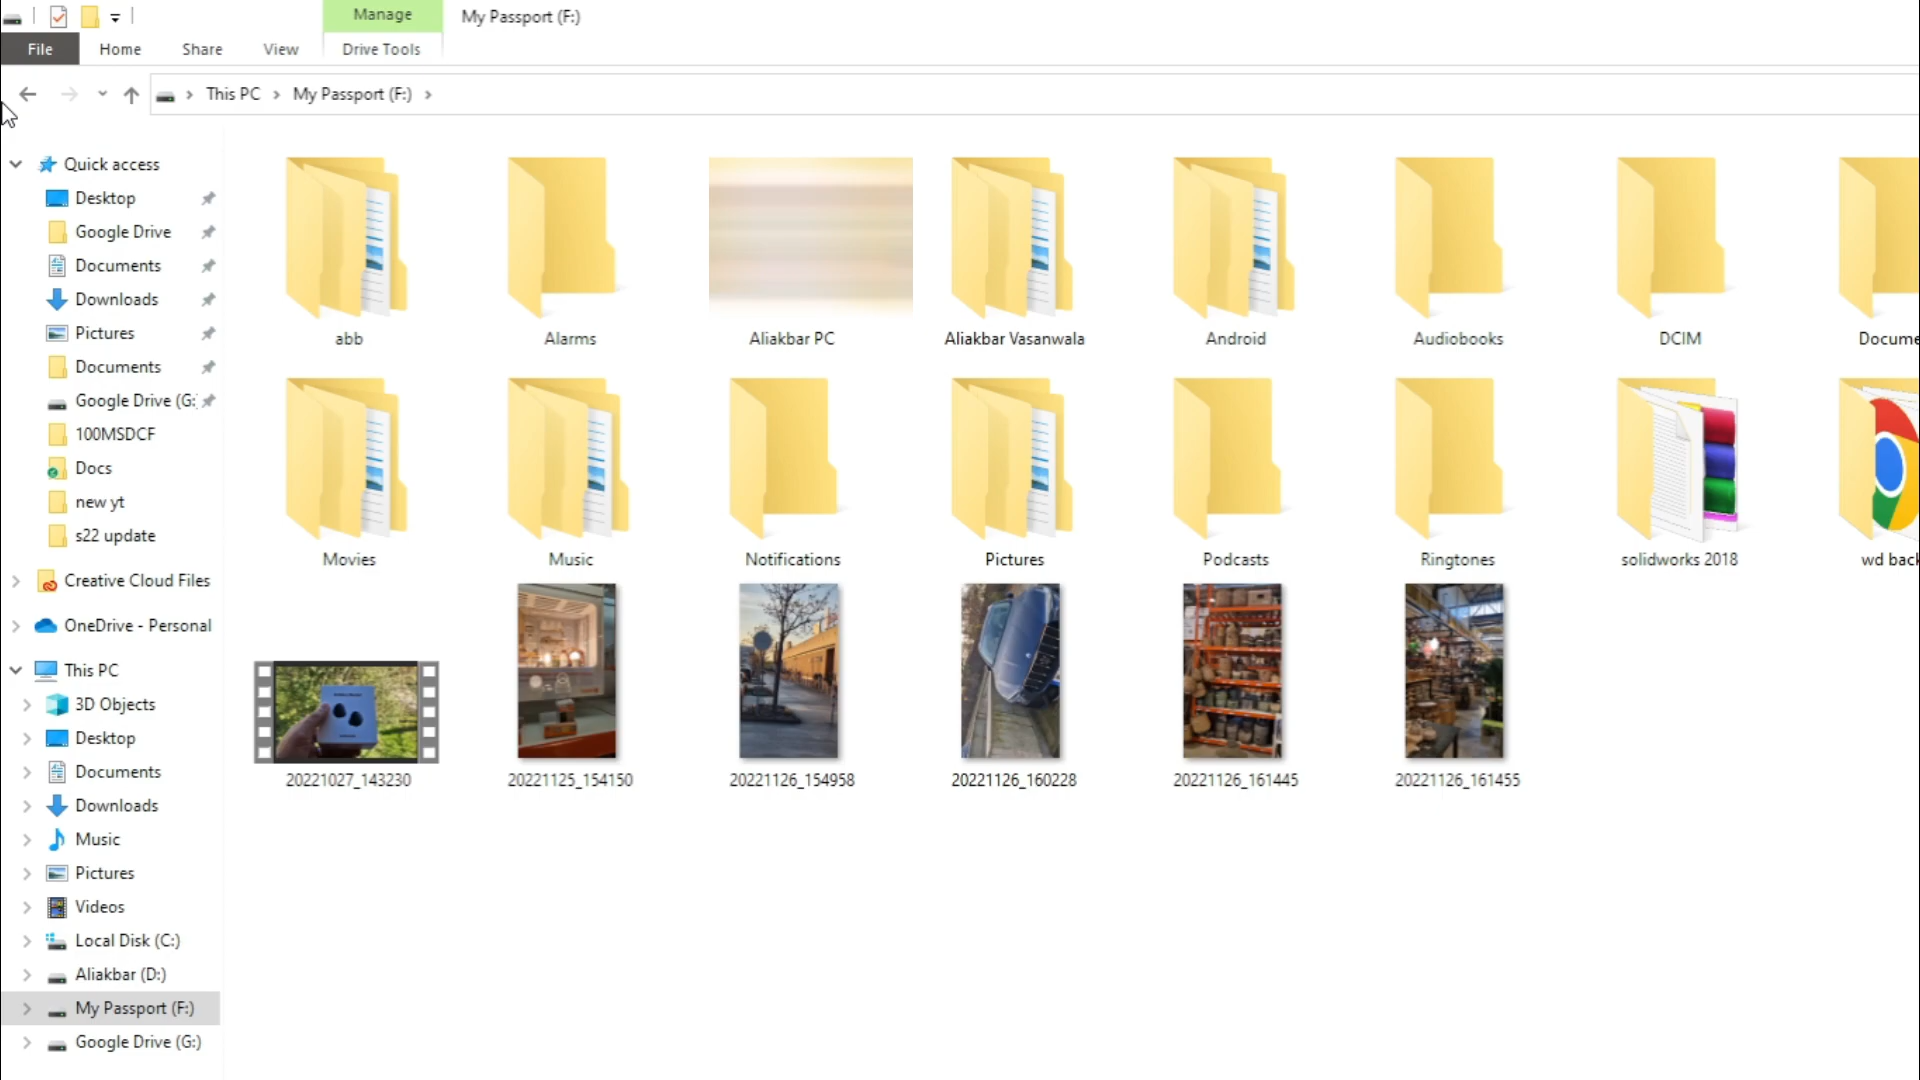 Manage
My Passport (F:)
File
Home
Share
View
Drive Tools
This PC
My Passport (F:)
Quick access
Desktop
Google Drive
Documents
Downloads
Pictures
Documents
Google Drive (G:
100MSDCF
Docs
new yt
s22 update
Creative Cloud Files
OneDrive - Personal
This PC
3D Objects
Desktop
Documents
Downloads
Music
Pictures
Videos
Local Disk (C:)
Aliakbar (D:)
My Passport (F:)
Google Drive (G:)
abb
Alarms
Aliakbar PC
Aliakbar Vasanwala
Android
Audiobooks
DCIM
Docume
Movies
Music
Notifications
Pictures
Podcasts
Ringtones
solidworks 2018
wd back
20221027_143230
20221125_154150
20221126_154958
20221126_160228
20221126_161445
20221126_161455